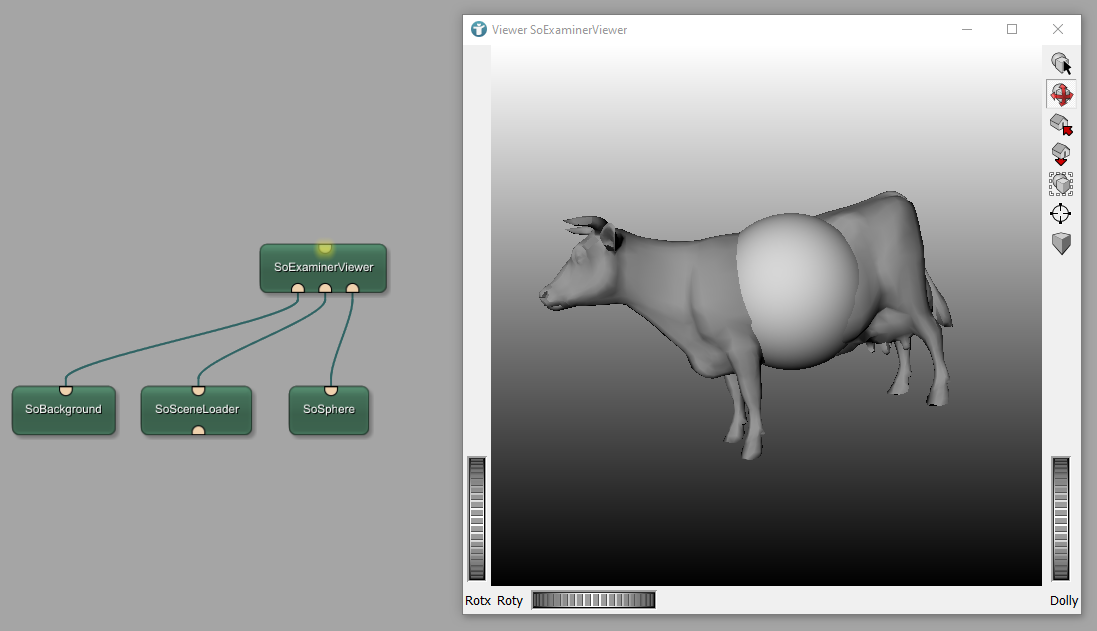 Viewer SoExaminerViewer
SoExaminerViewer
SoBackground
SoSceneLoader
SoSphere
Rotx Roty
Dolly